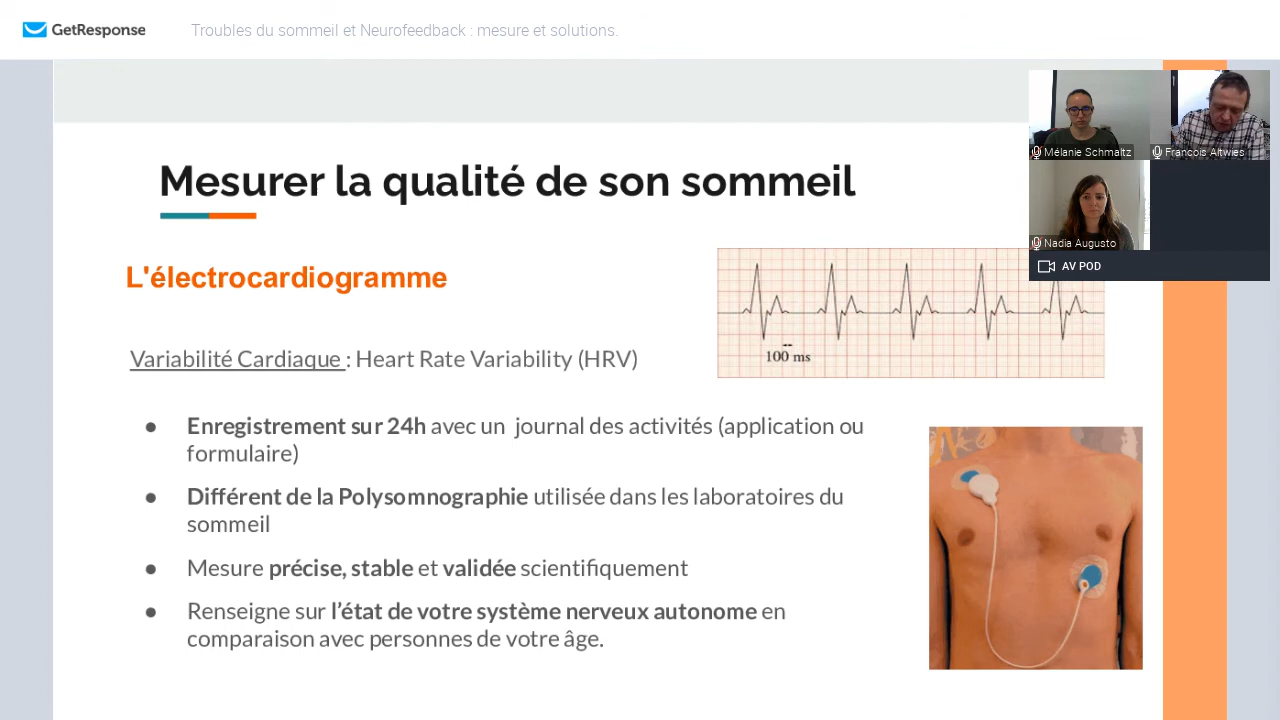 GetResponse
Troubles du sommeil et Neurofeedback : mesure et solutions.
Mélanie Schmaltz
Francois Altwies
Nadia Augusto
AV POD
Mesurer la qualité de son sommeil
L'électrocardiogramme
100 ms
Variabilité Cardiaque : Heart Rate Variability (HRV)
● Enregistrement sur 24h avec un journal des activités (application ou
formulaire)
● Différent de la Polysomnographie utilisée dans les laboratoires du
sommeil
● Mesure précise, stable et validée scientifiquement
● Renseigne sur l’état de votre système nerveux autonome en
comparaison avec personnes de votre âge.